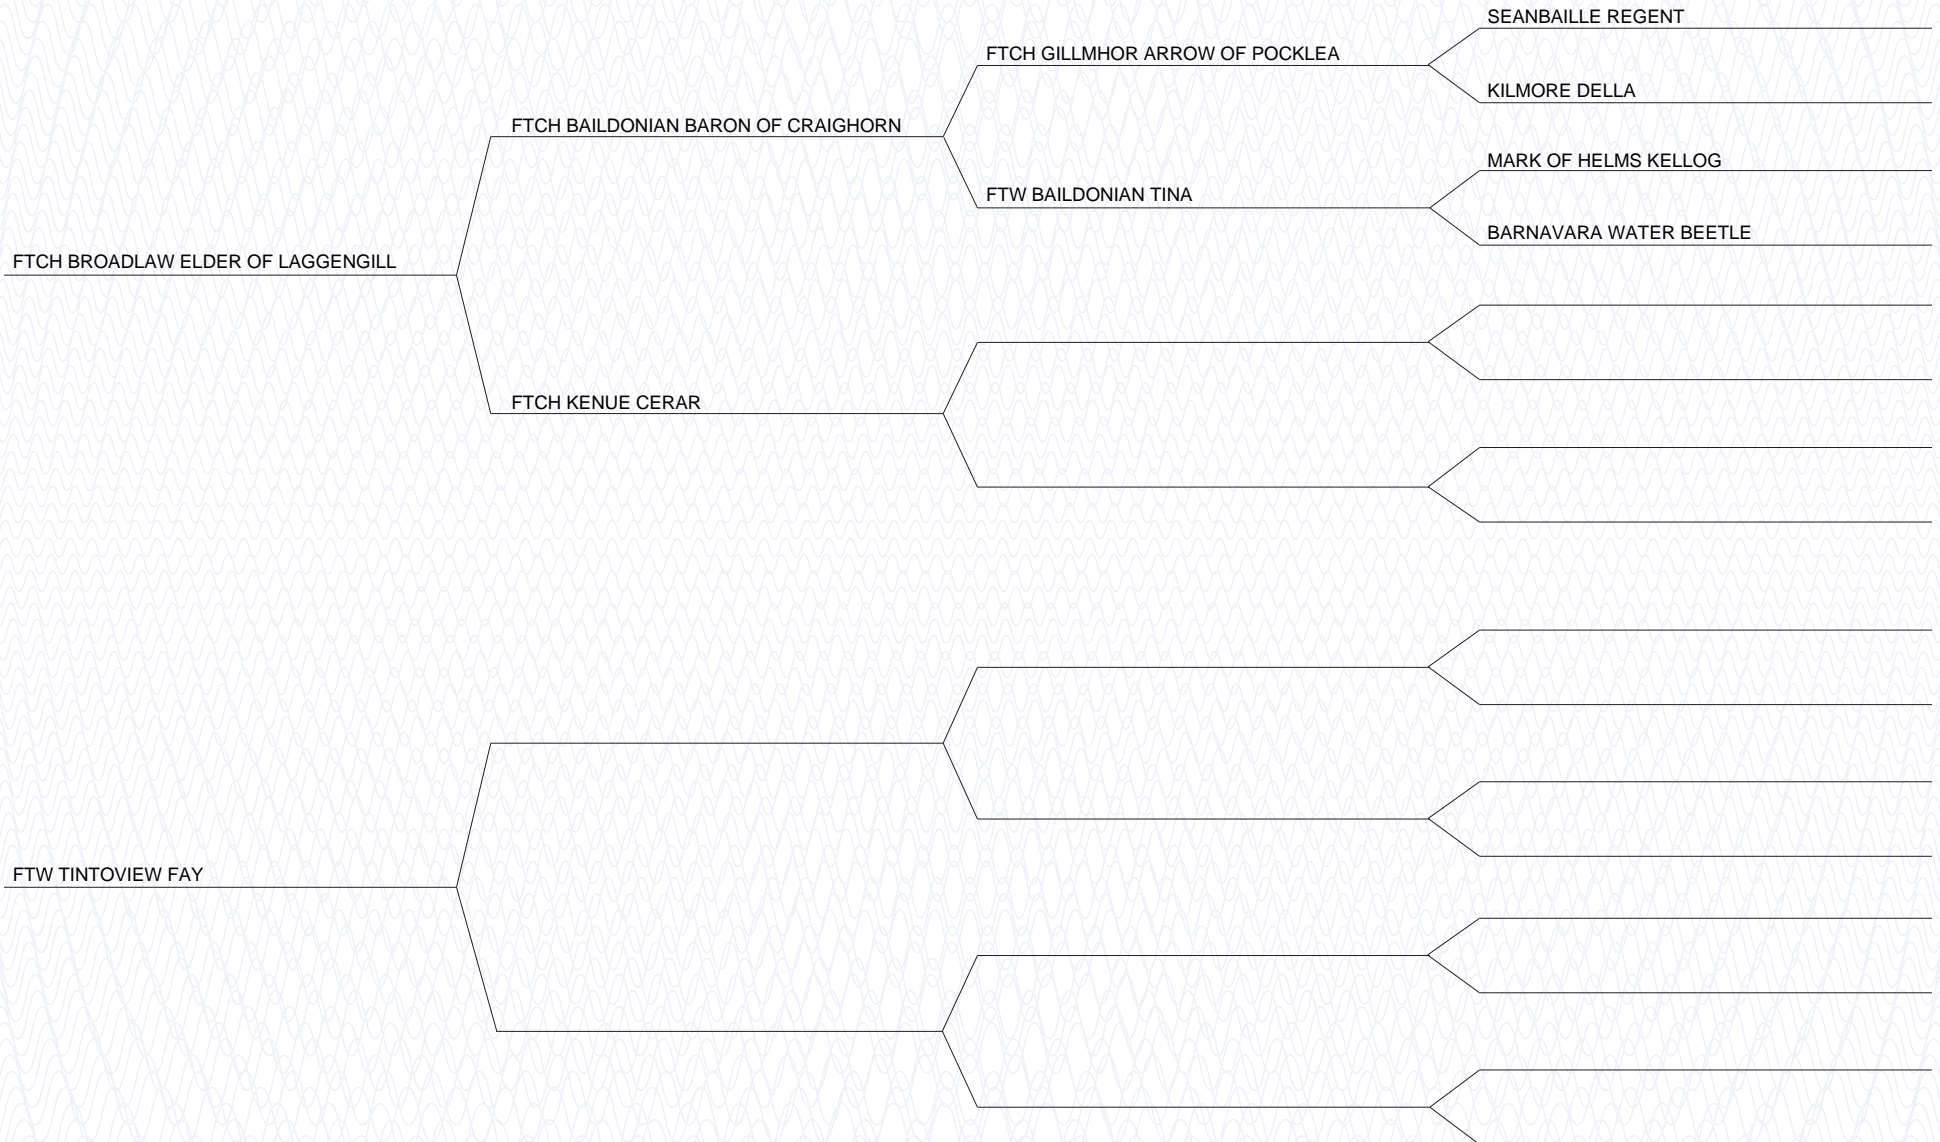 SEANBAILLE REGENT
FTCH GILLMHOR ARROW OF POCKLEA
KILMORE DELLA
FTCH BAILDONIAN BARON OF CRAIGHORN
MARK OF HELMS KELLOG
FTW BAILDONIAN TINA
BARNAVARA WATER BEETLE
FTCH BROADLAW ELDER OF LAGGENGILL
FTCH KENUE CERAR
FTW TINTOVIEW FAY